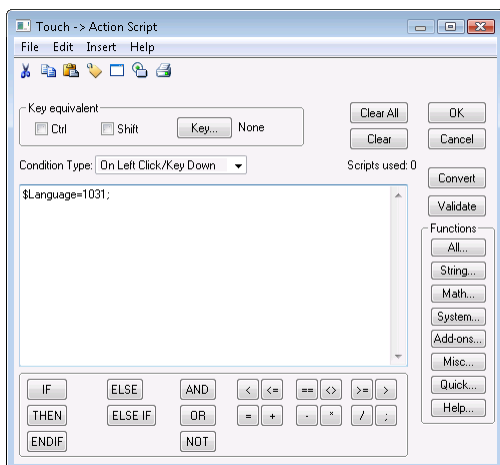 Touch -> Action Script
File Edit Insert Help
Key equivalent
Ctrl Shift Key... None
Clear All OK
Clear Cancel
Condition Type: On Left Click/Key Down Scripts used: 0
Convert
$Language=1031;
Validate
Functions
All...
String...
Math...
System...
Add-ons...
Misc...
Quick...
Help...
IF ELSE AND < <= == <> >= >
THEN ELSE IF OR = + - * / ;
ENDIF NOT